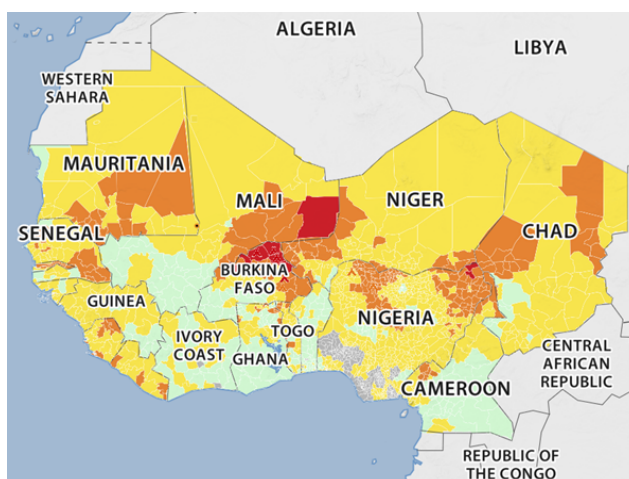 ALGERIA
LIBYA
WESTERN
SAHARA
MAURITANIA
MALI
NIGER
CHAD
SENEGAL
BURKINA
FASO
GUINEA
NIGERIA
IVORY
COAST
TOGO
GHANA
CENTRAL
AFRICAN
REPUBLIC
CAMEROON
REPUBLIC OF
THE CONGO